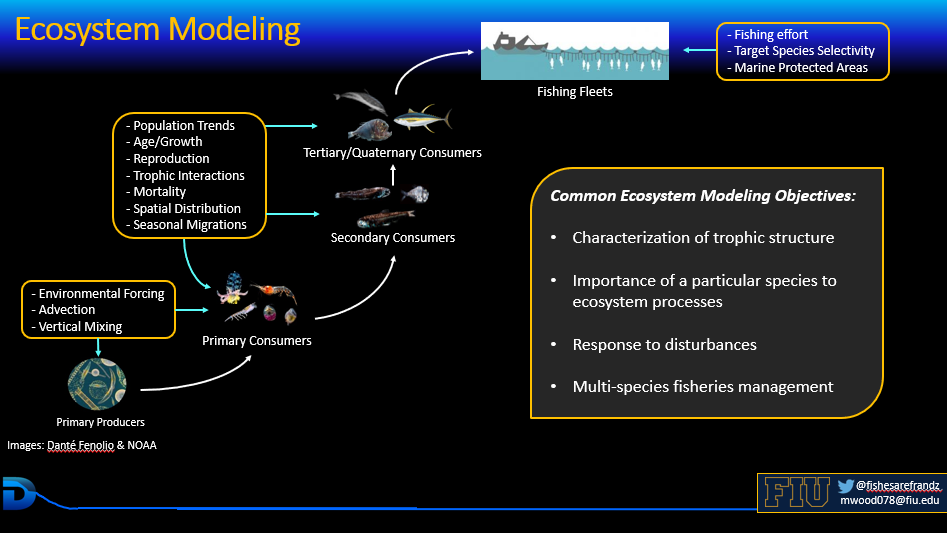 Ecosystem Modeling
- Fishing effort
- Target Species Selectivity
- Marine Protected Areas
Fishing Fleets
- Population Trends
- Age/Growth
- Reproduction
- Trophic Interactions
- Mortality
- Spatial Distribution
- Seasonal Migrations
Tertiary/Quaternary Consumers
Secondary Consumers
Common Ecosystem Modeling Objectives:
• Characterization of trophic structure
• Importance of a particular species to
ecosystem processes
• Response to disturbances
• Multi-species fisheries management
- Environmental Forcing
- Advection
- Vertical Mixing
Primary Consumers
Primary Producers
Images: Danté Fenolio & NOAA
D
FIU
@fishesarefrandz
mwood078@fiu.edu